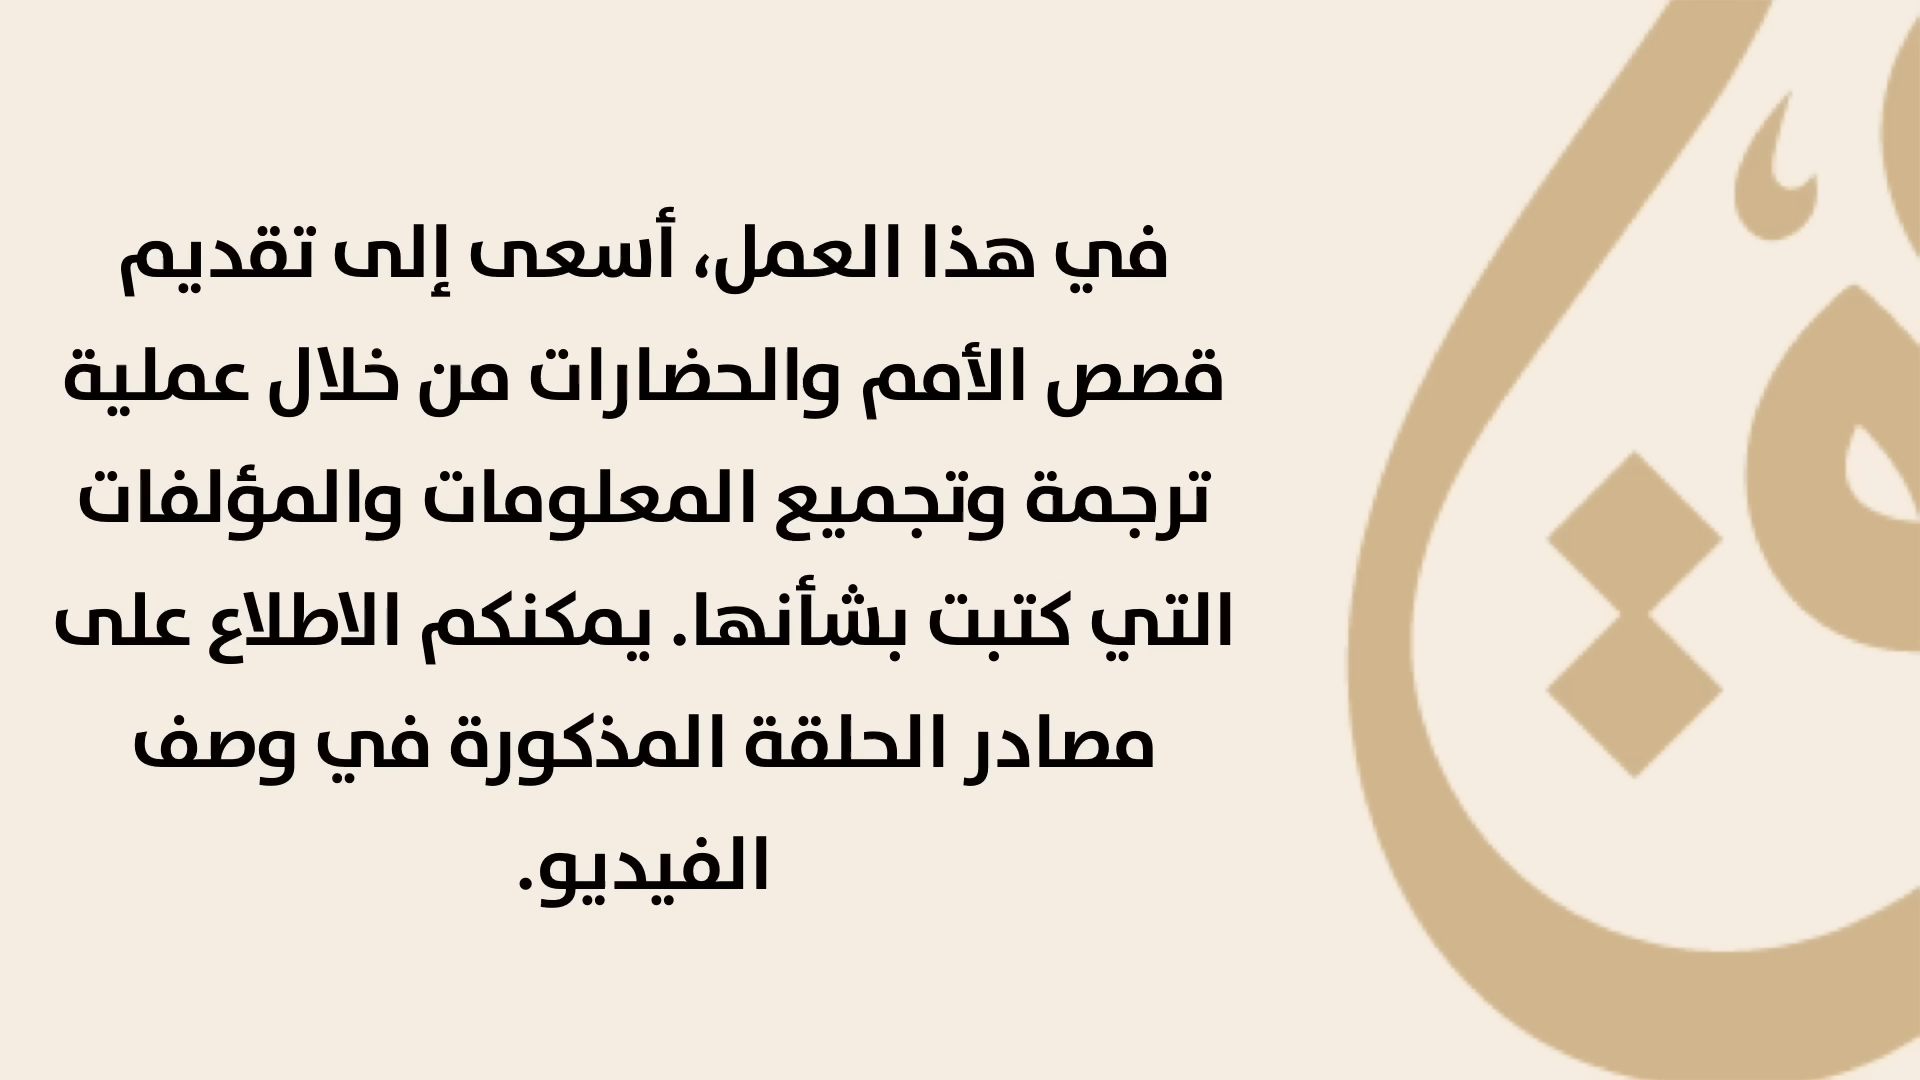 في هذا العمل، أسعى إلى تقديم
قصص الأمم والحضارات من خلال عملية
ترجمة وتجميع المعلومات والمؤلفات
التي كتبت بشأنها. يمكنكم الاطلاع على
مصادر الحلقة المذكورة في وصف
الفيديو.